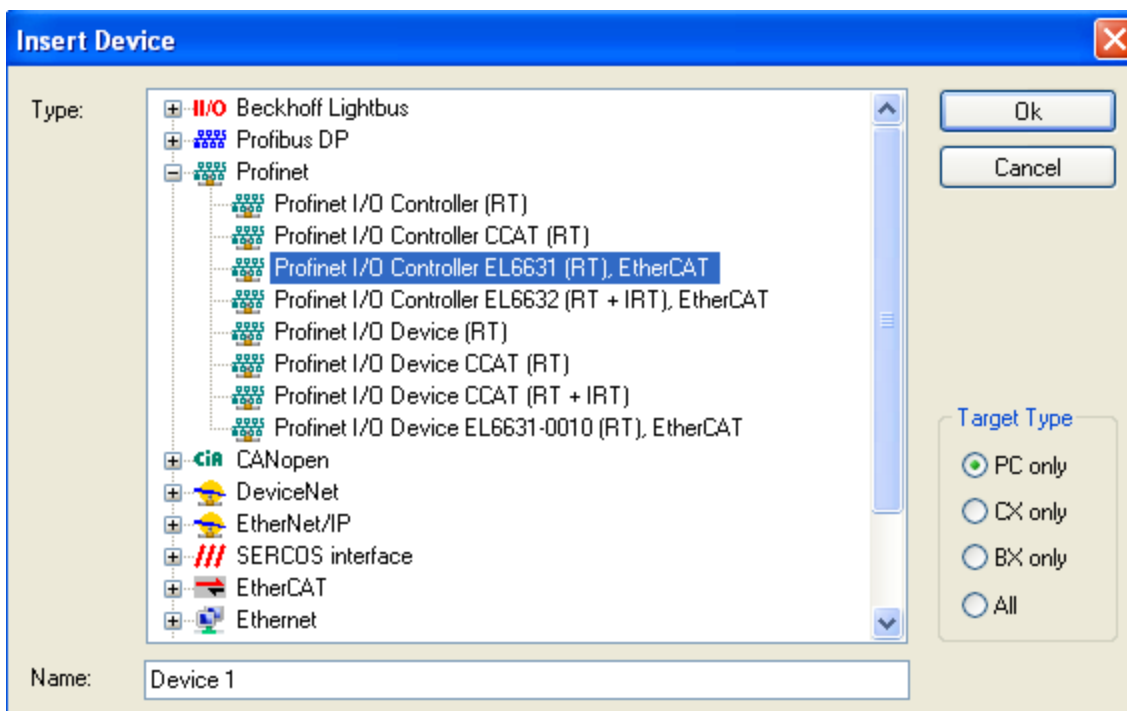 Insert Device
Type:
II/O Beckhoff Lightbus
Profibus DP
Profinet
Profinet I/O Controller (RT)
Profinet I/O Controller CCAT (RT)
Profinet I/O Controller EL6631 (RT), EtherCAT
Profinet I/O Controller EL6632 (RT + IRT), EtherCAT
Profinet I/O Device (RT)
Profinet I/O Device CCAT (RT)
Profinet I/O Device CCAT (RT + IRT)
Profinet I/O Device EL6631-0010 (RT), EtherCAT
CiA CANopen
DeviceNet
EtherNet/IP
SERCOS interface
EtherCAT
Ethernet
Ok
Cancel
Target Type
PC only
CX only
BX only
All
Name:
Device 1